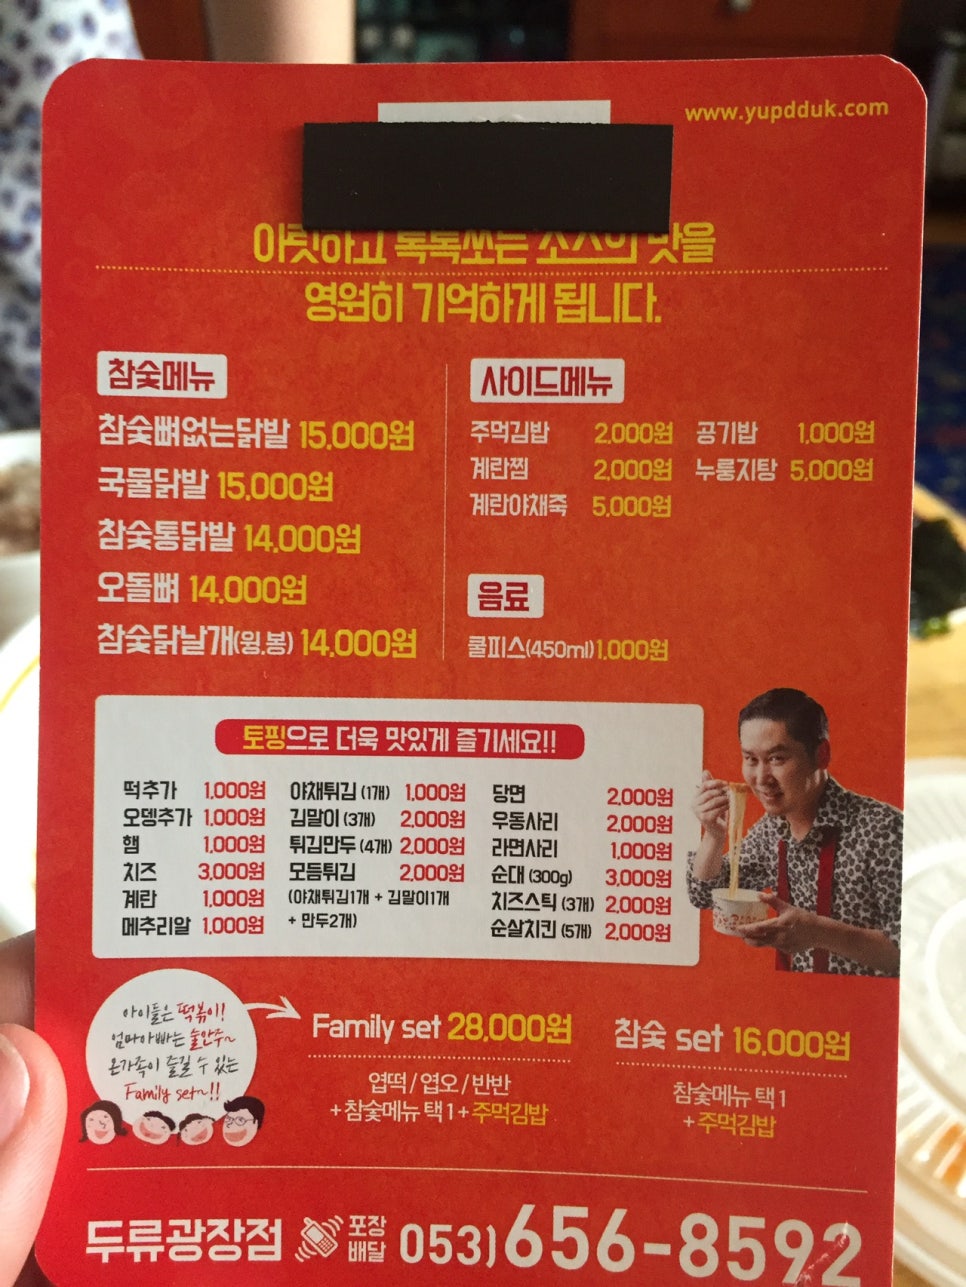 www.yupdduk.com
아릿하고 톡톡쏘는 소스의 맛을
영원히 기억하게 됩니다.
참숯메뉴
참숯뼈없는닭발 15,000원
국물닭발 15,000원
참숯통닭발 14,000원
오돌뼈 14,000원
참숯닭날개(윙.봉) 14,000원
사이드메뉴
주먹김밥 2,000원 공기밥 1,000원
계란찜 2,000원 누룽지탕 5,000원
계란야채죽 5,000원
음료
쿨피스(450ml) 1,000원
토핑으로 더욱 맛있게 즐기세요!!
떡추가 1,000원
오뎅추가 1,000원
햄 1,000원
치즈 3,000원
계란 1,000원
메추리알 1,000원
야채튀김 (1개) 1,000원
김말이 (3개) 2,000원
튀김만두 (4개) 2,000원
모듬튀김 2,000원
(야채튀김1개 + 김말이1개
+ 만두2개)
당면 2,000원
우동사리 2,000원
라면사리 1,000원
순대 (300g) 3,000원
치즈스틱 (3개) 2,000원
순살치킨 (5개) 2,000원
아이들은 떡볶이!
엄마아빠는 술안주~
온가족이 즐길 수 있는
Family set~!!
Family set 28,000원
엽떡 / 엽오 / 반반
+ 참숯메뉴 택1 + 주먹김밥
참숯 set 16,000원
참숯메뉴 택1
+ 주먹김밥
두류광장점 포장 배달 053)656-8592